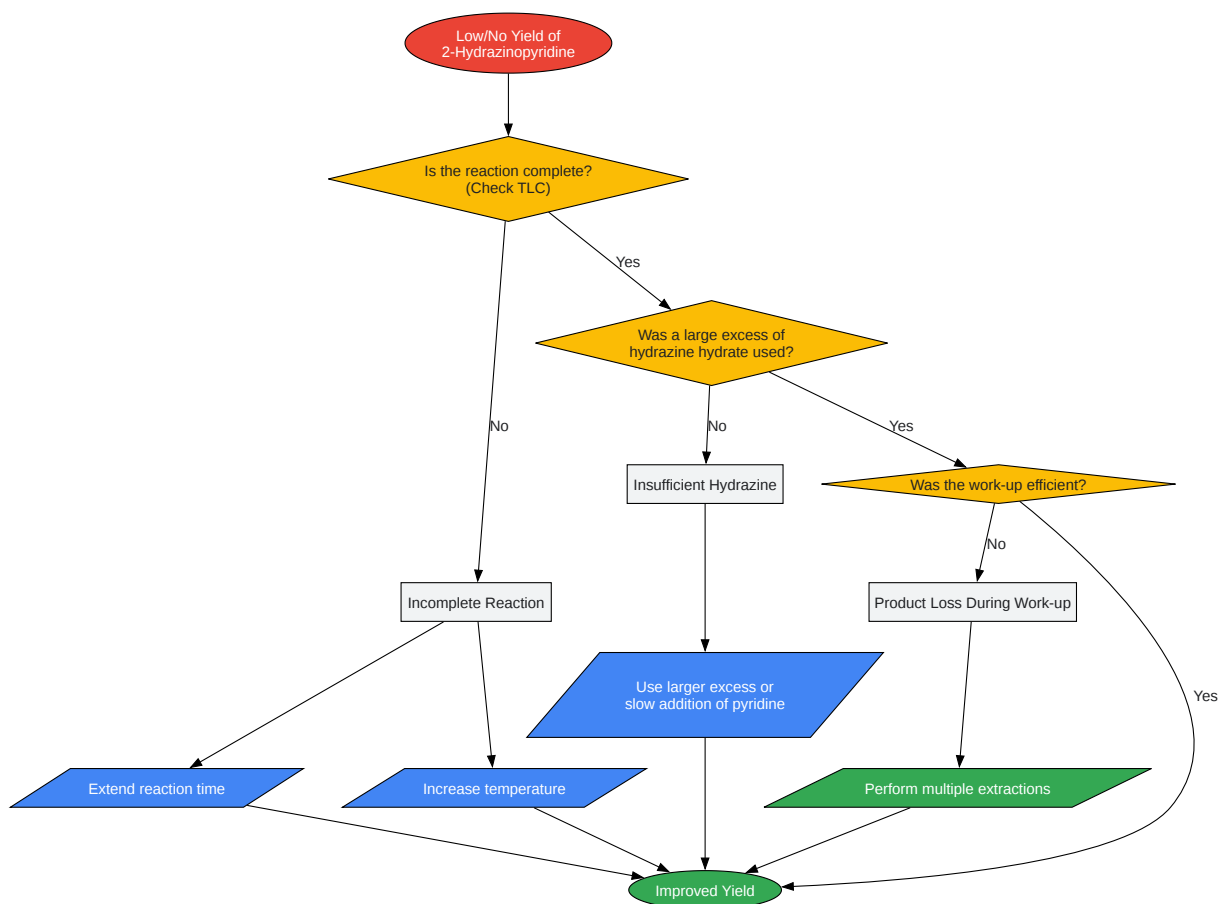 Low/No Yield of
2-Hydrazinopyridine
Is the reaction complete?
(Check TLC)
Yes
Was a large excess of
hydrazine hydrate used?
No
No
Yes
Insufficient Hydrazine
Was the work-up efficient?
No
Incomplete Reaction
Product Loss During Work-up
Use larger excess or
slow addition of pyridine
Yes
Extend reaction time
Increase temperature
Perform multiple extractions
Improved Yield